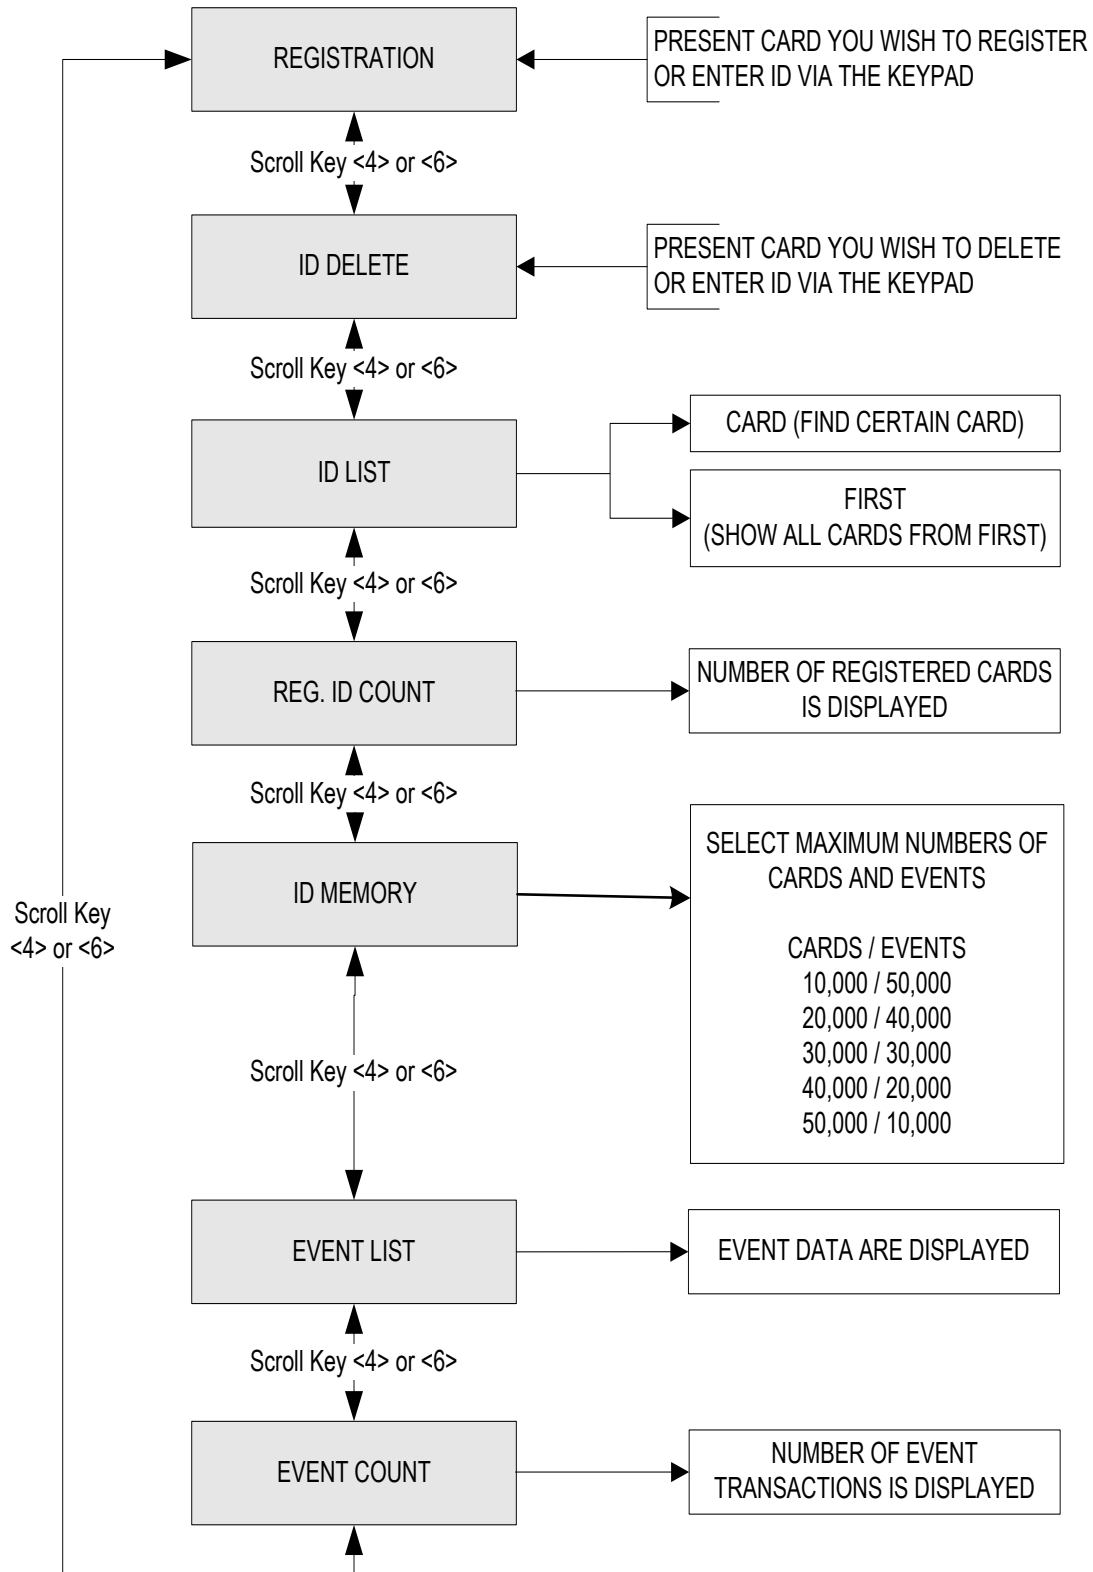 REGISTRATION
PRESENT CARD YOU WISH TO REGISTER
OR ENTER ID VIA THE KEYPAD
Scroll Key <4> or <6>
ID DELETE
PRESENT CARD YOU WISH TO DELETE
OR ENTER ID VIA THE KEYPAD
Scroll Key <4> or <6>
ID LIST
CARD (FIND CERTAIN CARD)
FIRST
(SHOW ALL CARDS FROM FIRST)
Scroll Key <4> or <6>
REG. ID COUNT
NUMBER OF REGISTERED CARDS
IS DISPLAYED
Scroll Key <4> or <6>
ID MEMORY
SELECT MAXIMUM NUMBERS OF
CARDS AND EVENTS
CARDS / EVENTS
10,000 / 50,000
20,000 / 40,000
30,000 / 30,000
40,000 / 20,000
50,000 / 10,000
Scroll Key
<4> or <6>
Scroll Key <4> or <6>
EVENT LIST
EVENT DATA ARE DISPLAYED
Scroll Key <4> or <6>
EVENT COUNT
NUMBER OF EVENT
TRANSACTIONS IS DISPLAYED